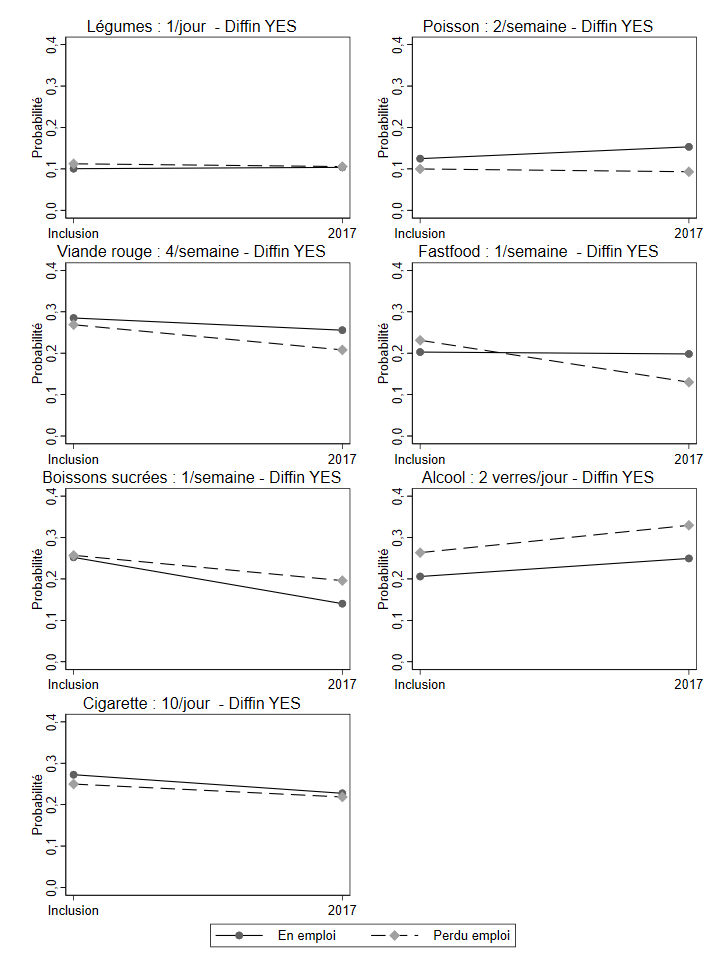 Légumes : 1/jour - Diffin YES
Probabilité
0,4
0,3
0,2
0,1
0,0
Inclusion 2017
Poisson : 2/semaine - Diffin YES
Probabilité
0,4
0,3
0,2
0,1
0,0
Inclusion 2017
Viande rouge : 4/semaine - Diffin YES
Probabilité
0,4
0,3
0,2
0,1
0,0
Inclusion 2017
Fastfood : 1/semaine - Diffin YES
Probabilité
0,4
0,3
0,2
0,1
0,0
Inclusion 2017
Boissons sucrées : 1/semaine - Diffin YES
Probabilité
0,4
0,3
0,2
0,1
0,0
Inclusion 2017
Alcool : 2 verres/jour - Diffin YES
Probabilité
0,4
0,3
0,2
0,1
0,0
Inclusion 2017
Cigarette : 10/jour - Diffin YES
Probabilité
0,4
0,3
0,2
0,1
0,0
Inclusion 2017
En emploi Perdu emploi